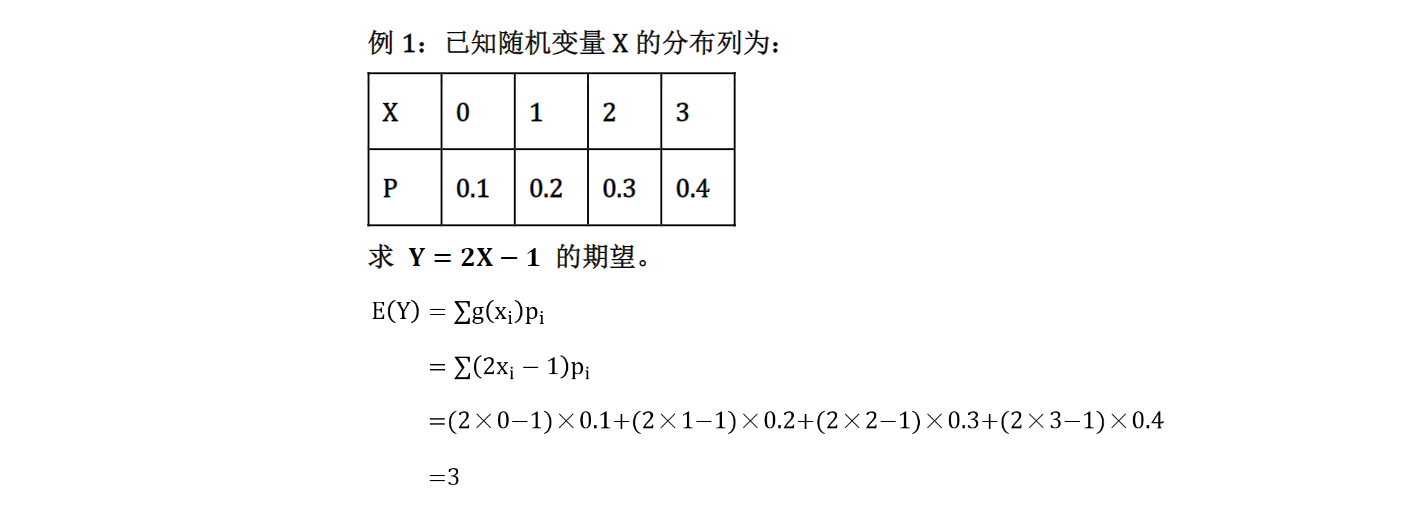 例 1：已知随机变量 X 的分布列为：
X 0 1 2 3
P 0.1 0.2 0.3 0.4
求 Y = 2X − 1 的期望。
E(Y) = ∑g(xᵢ)pᵢ
= ∑(2xᵢ − 1)pᵢ
=(2×0−1)×0.1+(2×1−1)×0.2+(2×2−1)×0.3+(2×3−1)×0.4
=3